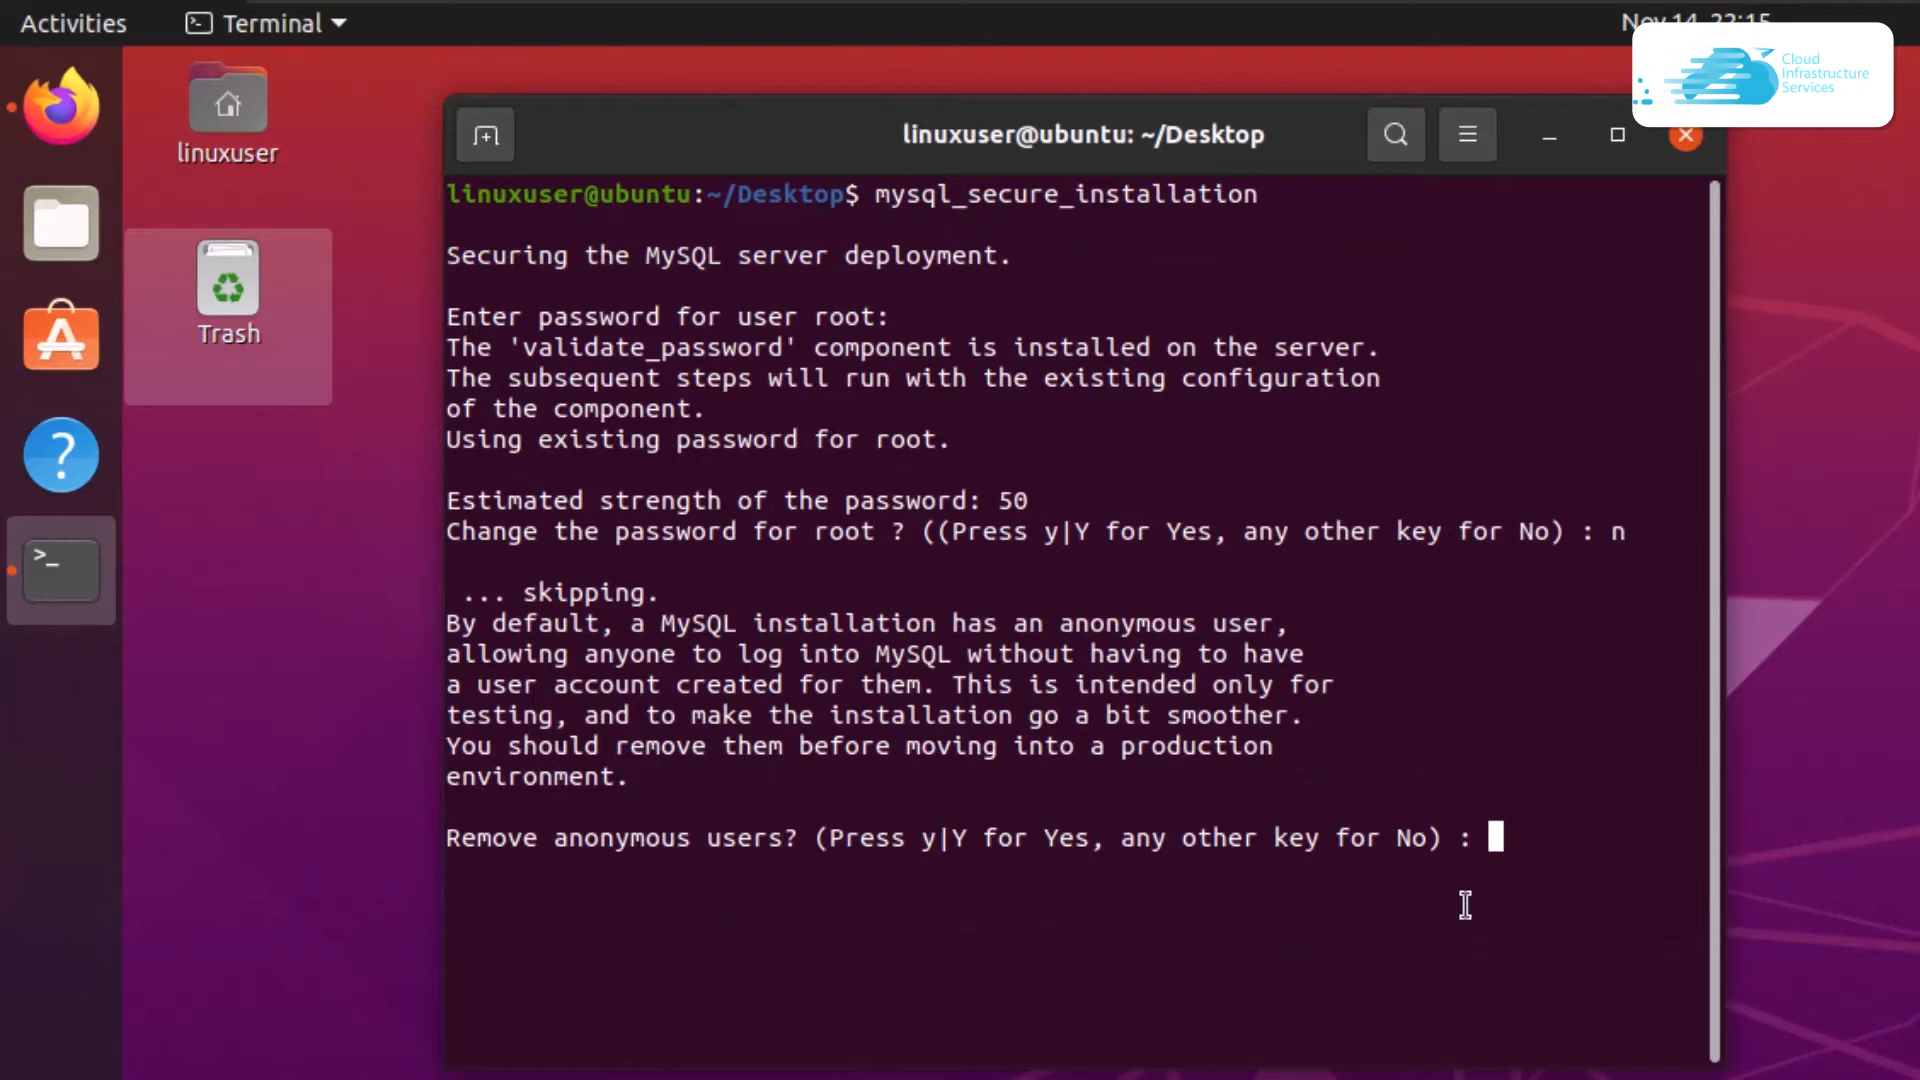 Activities
Terminal
Nov 14 22:15
Cloud
Infrastructure
Services
linuxuser
Trash
linuxuser@ubuntu: ~/Desktop
linuxuser@ubuntu:~/Desktop$ mysql_secure_installation
Securing the MySQL server deployment.
Enter password for user root:
The 'validate_password' component is installed on the server.
The subsequent steps will run with the existing configuration
of the component.
Using existing password for root.
Estimated strength of the password: 50
Change the password for root ? ((Press y|Y for Yes, any other key for No) : n
... skipping.
By default, a MySQL installation has an anonymous user,
allowing anyone to log into MySQL without having to have
a user account created for them. This is intended only for
testing, and to make the installation go a bit smoother.
You should remove them before moving into a production
environment.
Remove anonymous users? (Press y|Y for Yes, any other key for No) :